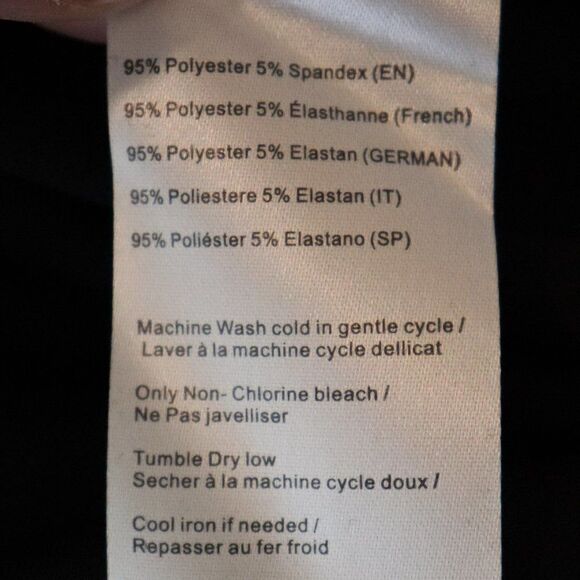 95% Polyester 5% Spandex (EN)
95% Polyester 5% Élasthanne (French)
95% Polyester 5% Elastan (GERMAN)
95% Poliestere 5% Elastan (IT)
95% Poliéster 5% Elastano (SP)
Machine Wash cold in gentle cycle /
Laver à la machine cycle dellicat
Only Non- Chlorine bleach /
Ne Pas javelliser
Tumble Dry low
Secher à la machine cycle doux /
Cool iron if needed /
Repasser au fer froid